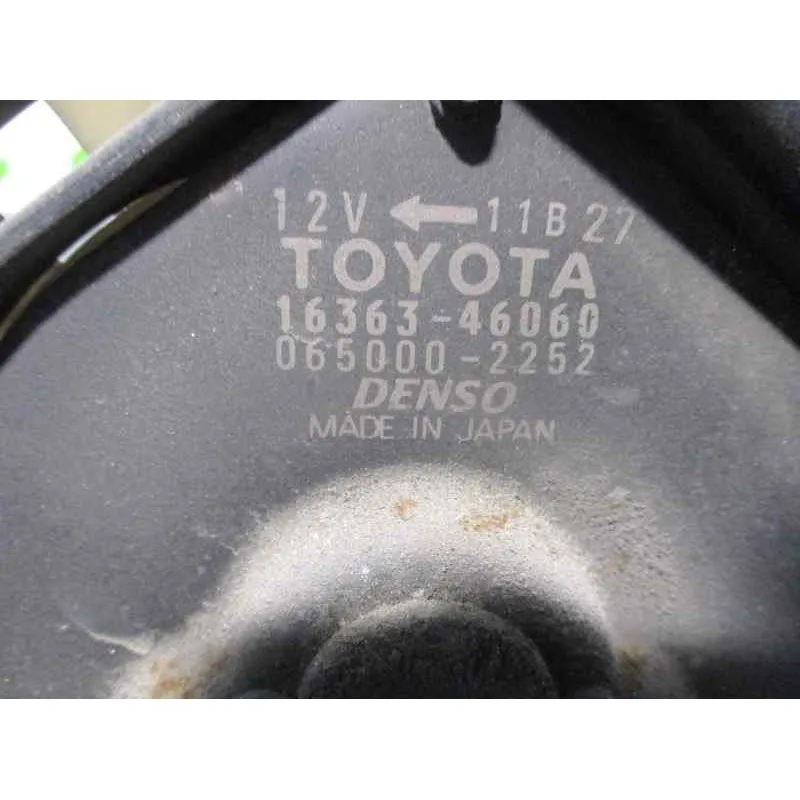 12V ← 11B27
TOYOTA
16363-46060
065000-2252
DENSO
MADE IN JAPAN